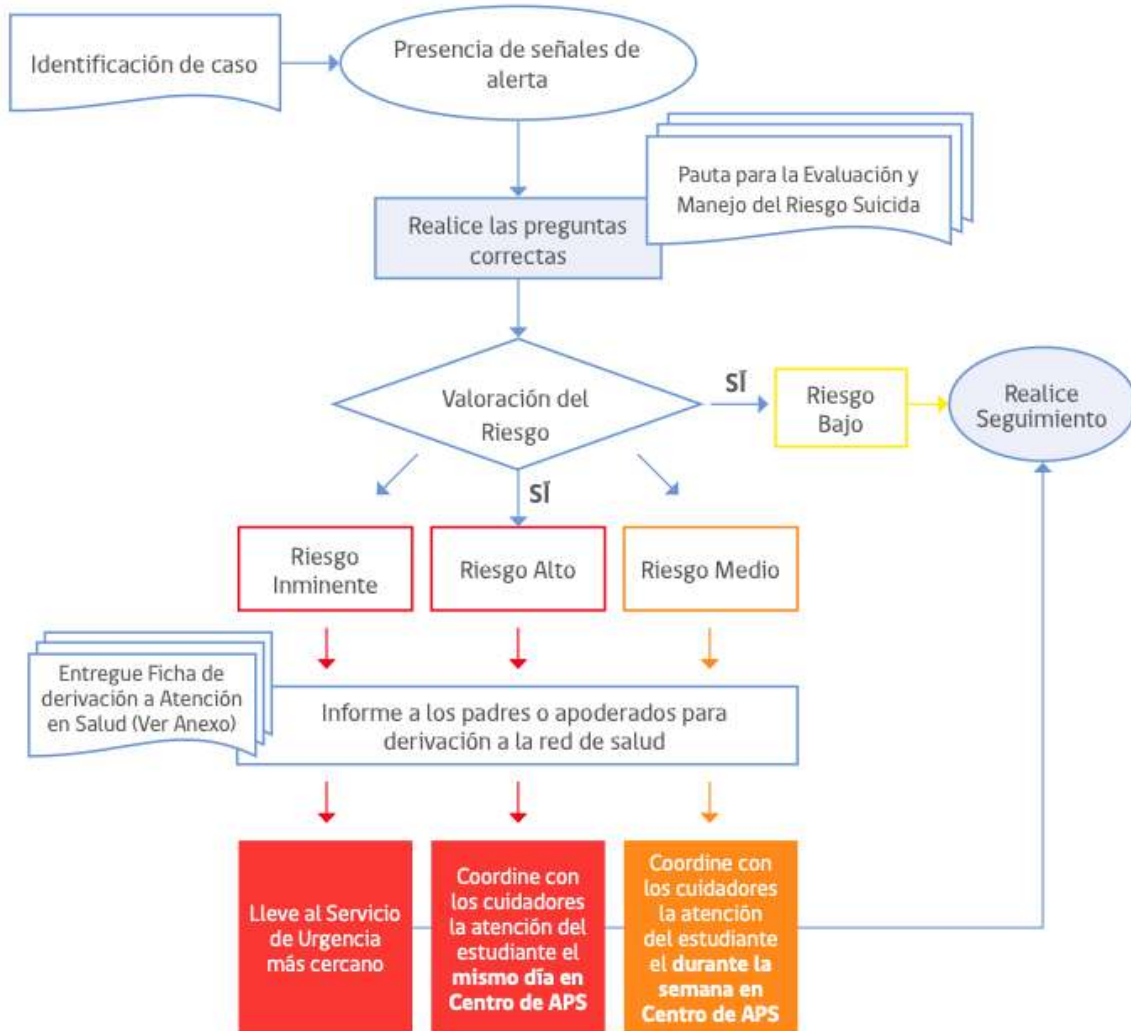 Identificación de caso
Presencia de señales de
alerta
Pauta para la Evaluación y
Manejo del Riesgo Suicida
Realice las preguntas
correctas
Valoración del
Riesgo
SÍ
Riesgo
Bajo
Realice
Seguimiento
SÍ
Riesgo
Inminente
Riesgo Alto
Riesgo Medio
Entregue Ficha de
derivación a Atención
en Salud (Ver Anexo)
Informe a los padres o apoderados para
derivación a la red de salud
Lleve al Servicio
de Urgencia
más cercano
Coordine con
los cuidadores
la atención del
estudiante el
mismo día en
Centro de APS
Coordine con
los cuidadores
la atención
del estudiante
el durante la
semana en
Centro de APS